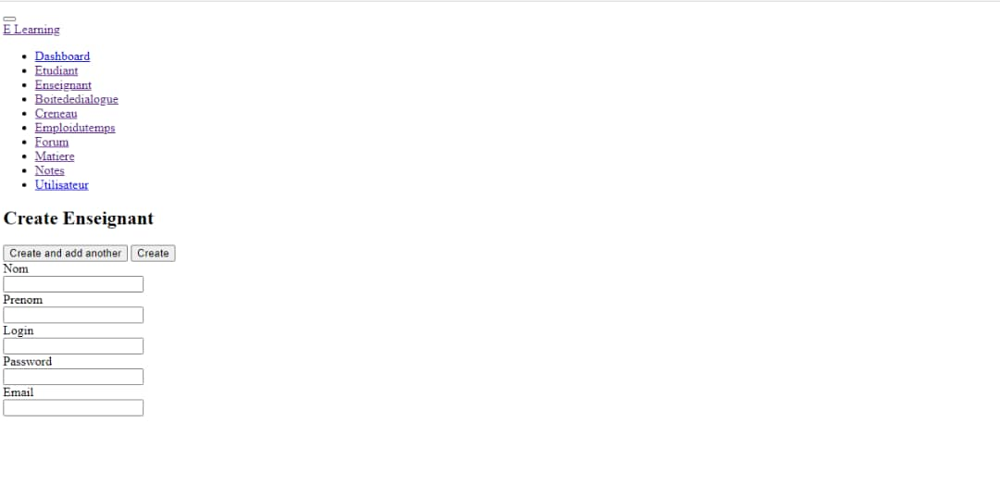 E Learning
Dashboard
Etudiant
Enseignant
Boitededialogue
Creneau
Emploidutemps
Forum
Matiere
Notes
Utilisateur
Create Enseignant
Create and add another Create
Nom
Prenom
Login
Password
Email